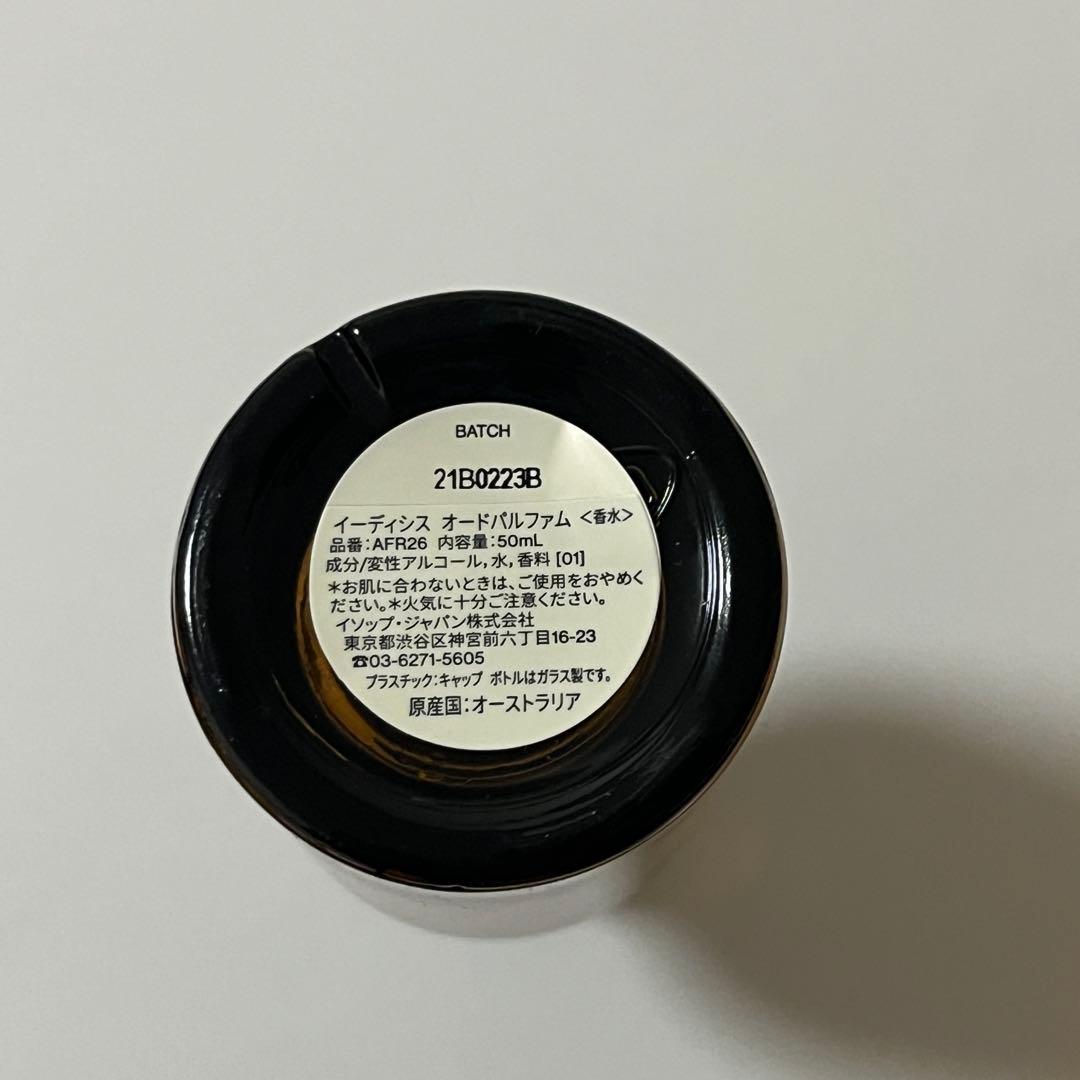 BATCH
21B0223B
イーディシス オードパルファム <香水>
品番:AFR26 内容量:50mL
成分/変性アルコール,水,香料 [01]
*お肌に合わないときは、ご使用をおやめく
ださい。*火気に十分ご注意ください。
イソップ・ジャパン株式会社
東京都渋谷区神宮前六丁目16-23
☎03-6271-5605
プラスチック:キャップ ボトルはガラス製です。
原産国:オーストラリア